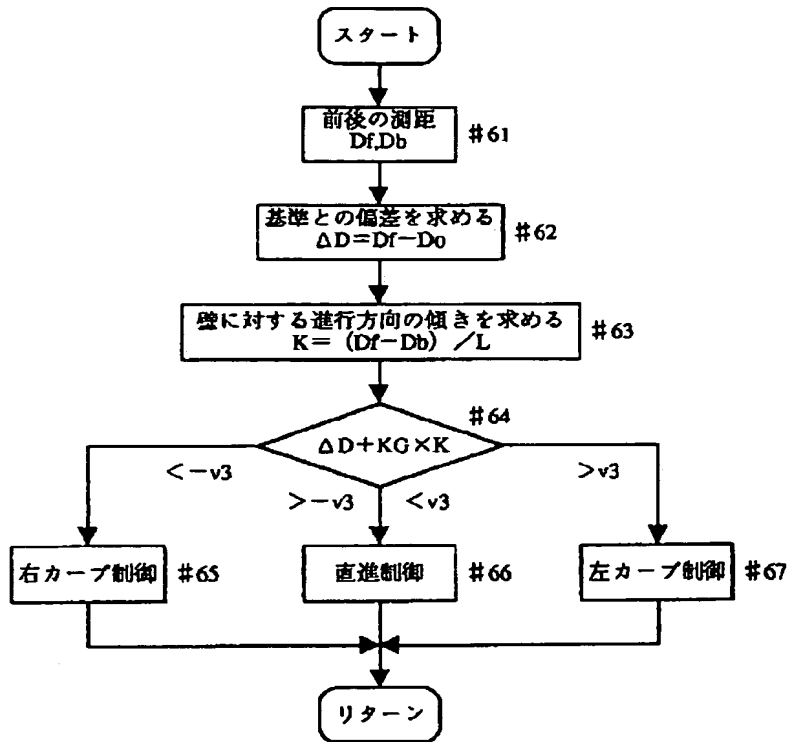 スタート
前後の測距
Df,Db
#61
基準との偏差を求める
ΔD=Df-Do
#62
壁に対する進行方向の傾きを求める
K= (Df-Db) /L
#63
#64
ΔD+KG×K
<-v3
>-v3
<v3
>v3
右カーブ制御
#65
直進制御
#66
左カーブ制御
#67
リターン